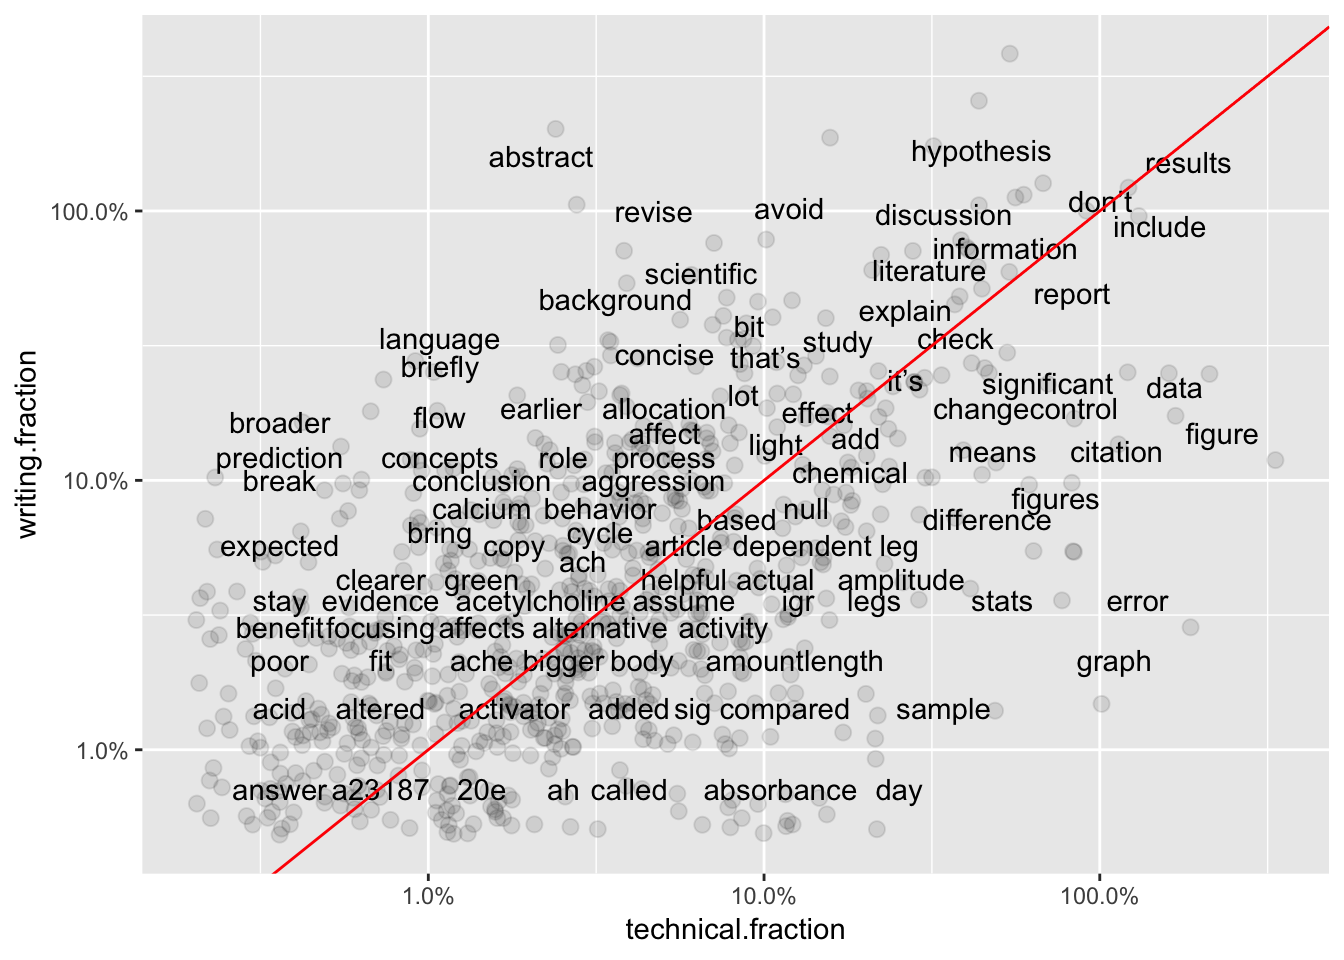 abstract
hypothesis
results
100.0%
revise
avoid
discussion
don't
include
information
scientific
literature
background
report
explain
bit
language
concise
that's
study
check
briefly
it's
significant
data
earlier
allocation
lot
effect
changecontrol
broader
flow
affect
light
add
figure
prediction
concepts
role
process
means
citation
10.0%
break
conclusion
aggression
chemical
figures
calcium
behavior
based
null
difference
bring
cycle
expected
copy
ach
article
dependent
leg
clearer
green
helpful
actual
amplitude
stay
evidence
acetylcholine
assume
igr
legs
stats
error
benefit
focusing
affects
alternative
activity
poor
fit
ache
bigger
body
amount
length
graph
acid
altered
activator
added
sig
compared
sample
1.0%
answer
a23187
20e
ah
called
absorbance
day
1.0%
10.0%
100.0%
technical.fraction
writing.fraction